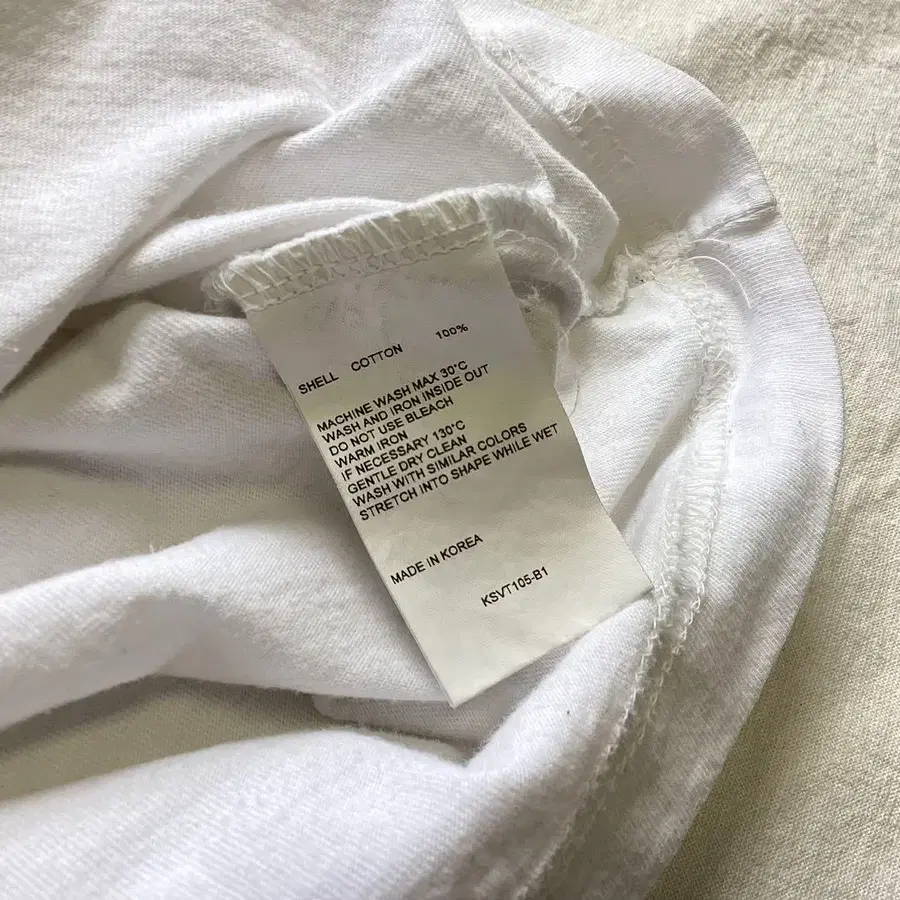 SHELL COTTON 100%
MACHINE WASH MAX 30°C
WASH AND IRON INSIDE OUT
DO NOT USE BLEACH
WARM IRON
IF NECESSARY 130°C
GENTLE DRY CLEAN
WASH WITH SIMILAR COLORS
STRETCH INTO SHAPE WHILE WET
MADE IN KOREA
KSVT105-B1